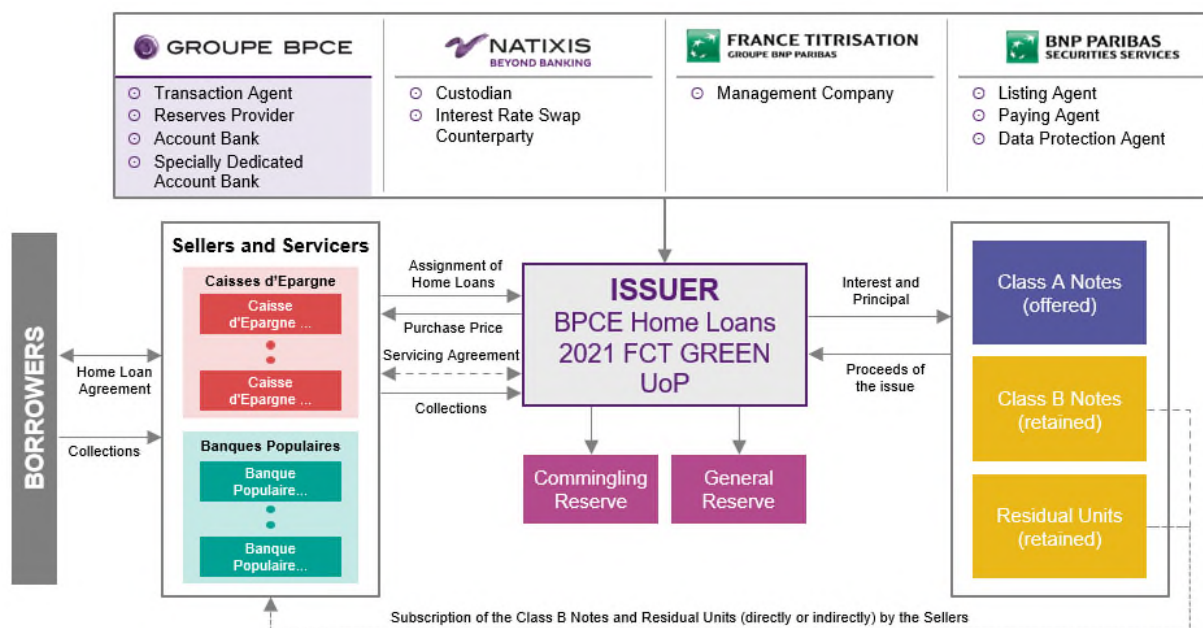 GROUPE BPCE
Transaction Agent
Reserves Provider
Account Bank
Specially Dedicated
Account Bank
NATIXIS
BEYOND BANKING
Custodian
Interest Rate Swap
Counterparty
FRANCE TITRISATION
GROUPE BNP PARIBAS
Management Company
BNP PARIBAS
SECURITIES SERVICES
Listing Agent
Paying Agent
Data Protection Agent
BORROWERS
Home Loan
Agreement
Collections
Sellers and Servicers
Caisses d'Epargne
Caisse
d'Epargne ...
Caisse
d'Epargne ...
Banques Populaires
Banque
Populaire...
Banque
Populaire...
Assignment of
Home Loans
Purchase Price
Servicing Agreement
Collections
ISSUER
BPCE Home Loans
2021 FCT GREEN
UoP
Commingling
Reserve
General
Reserve
Interest and
Principal
Proceeds of
the issue
Class A Notes
(offered)
Class B Notes
(retained)
Residual Units
(retained)
Subscription of the Class B Notes and Residual Units (directly or indirectly) by the Sellers